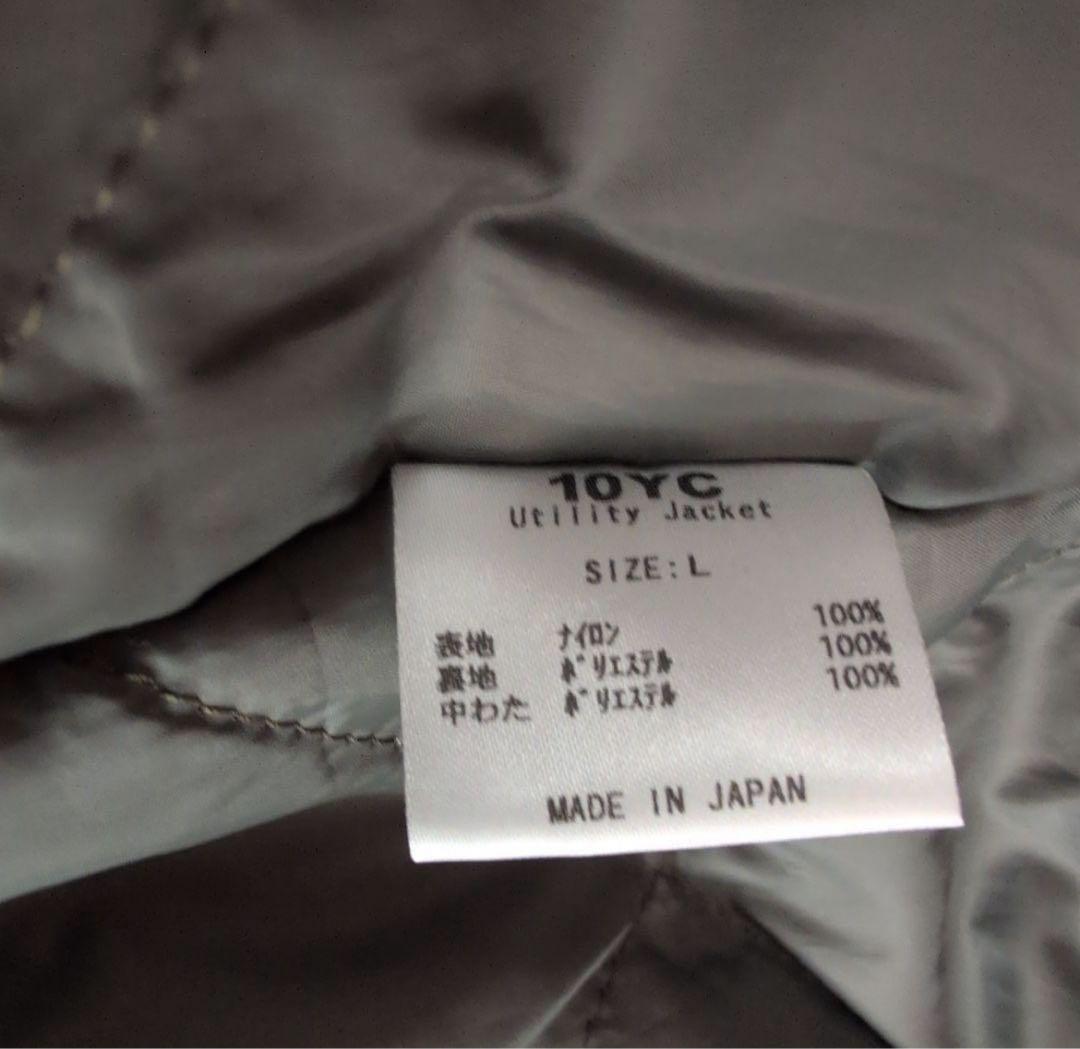 10YC
Utility Jacket
SIZE:L
表地 ナイロン 100%
裏地 ポリエステル 100%
中わた ポリエステル 100%
MADE IN JAPAN